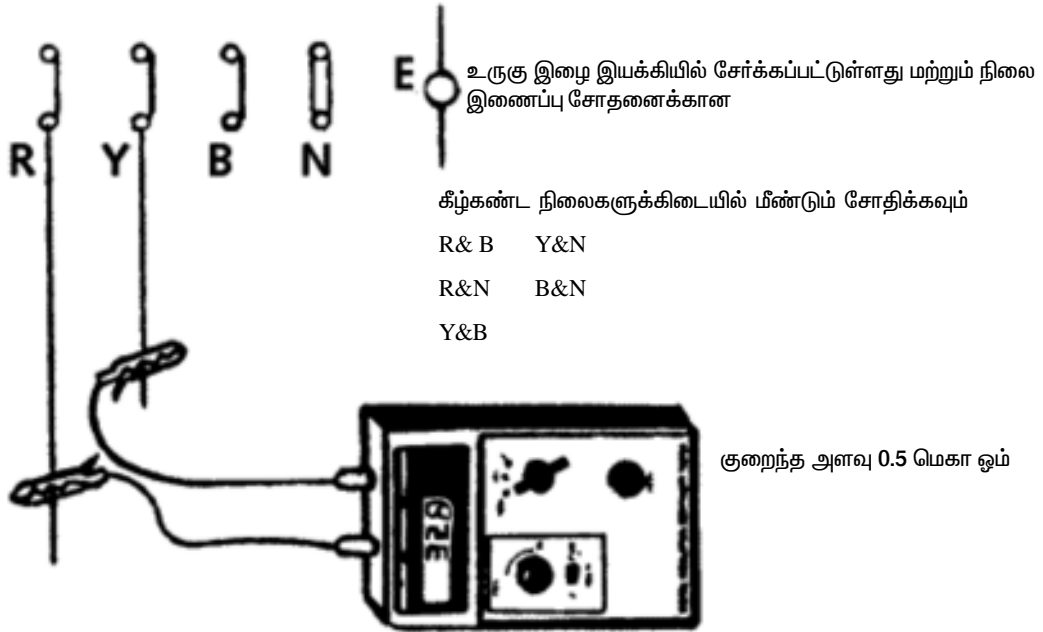 E உருகு இழை இயக்கியில் சேர்க்கப்பட்டுள்ளது மற்றும் நிலை
இணைப்பு சோதனைக்கான
R Y B N
கீழ்கண்ட நிலைகளுக்கிடையில் மீண்டும் சோதிக்கவும்
R& B Y&N
R&N B&N
Y&B
குறைந்த அளவு 0.5 மெகா ஓம்